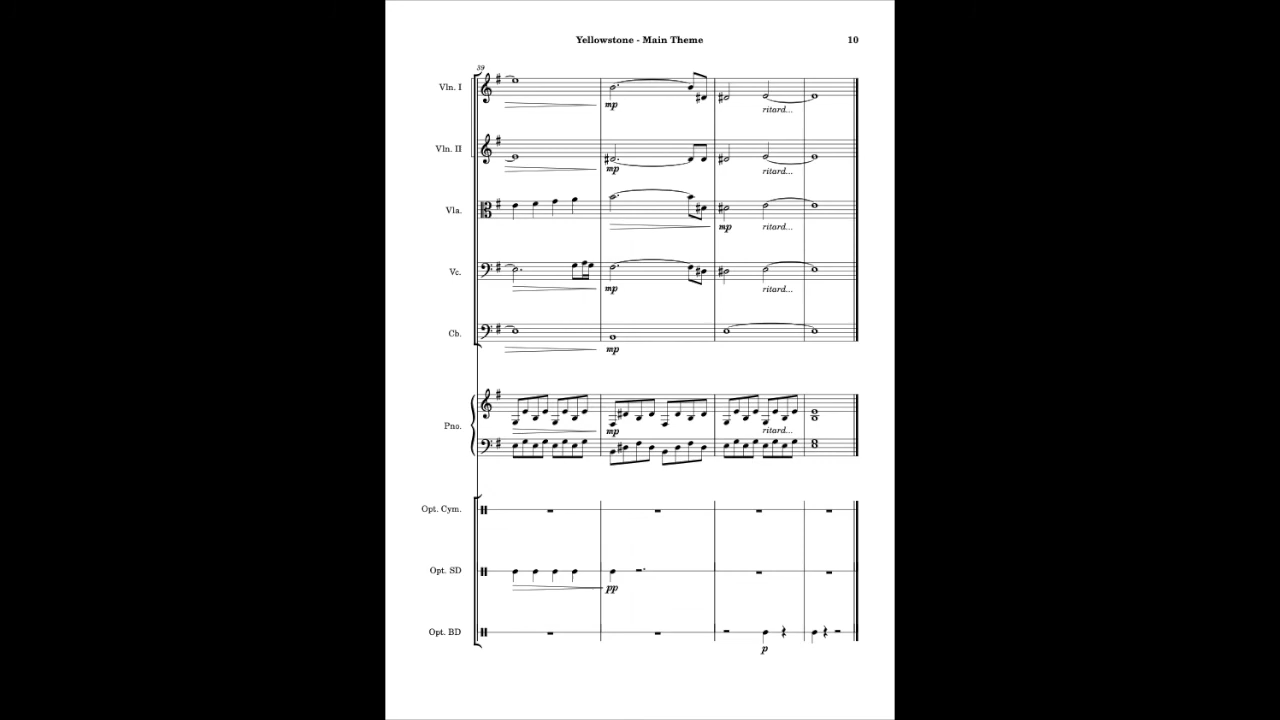 Yellowstone - Main Theme 10
39
Vln. I
mp
ritard...
Vln. II
mp
ritard...
Vla.
mp
ritard...
Vc.
mp
ritard...
Cb.
mp
Pno.
mp
ritard...
Opt. Cym.
Opt. SD
pp
Opt. BD
p